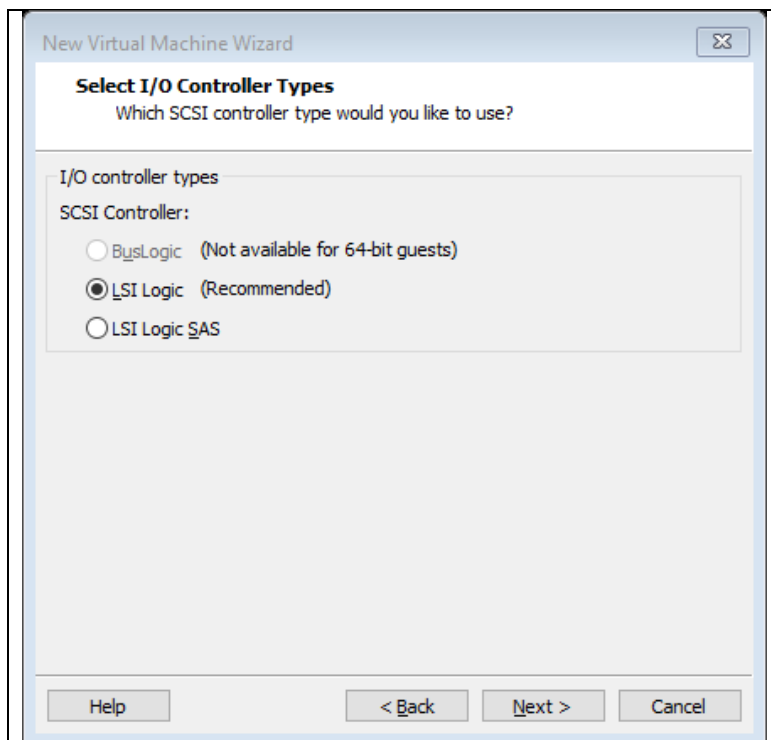 New Virtual Machine Wizard
Select I/O Controller Types
Which SCSI controller type would you like to use?
I/O controller types
SCSI Controller:
BusLogic (Not available for 64-bit guests)
LSI Logic (Recommended)
LSI Logic SAS
Help < Back Next > Cancel